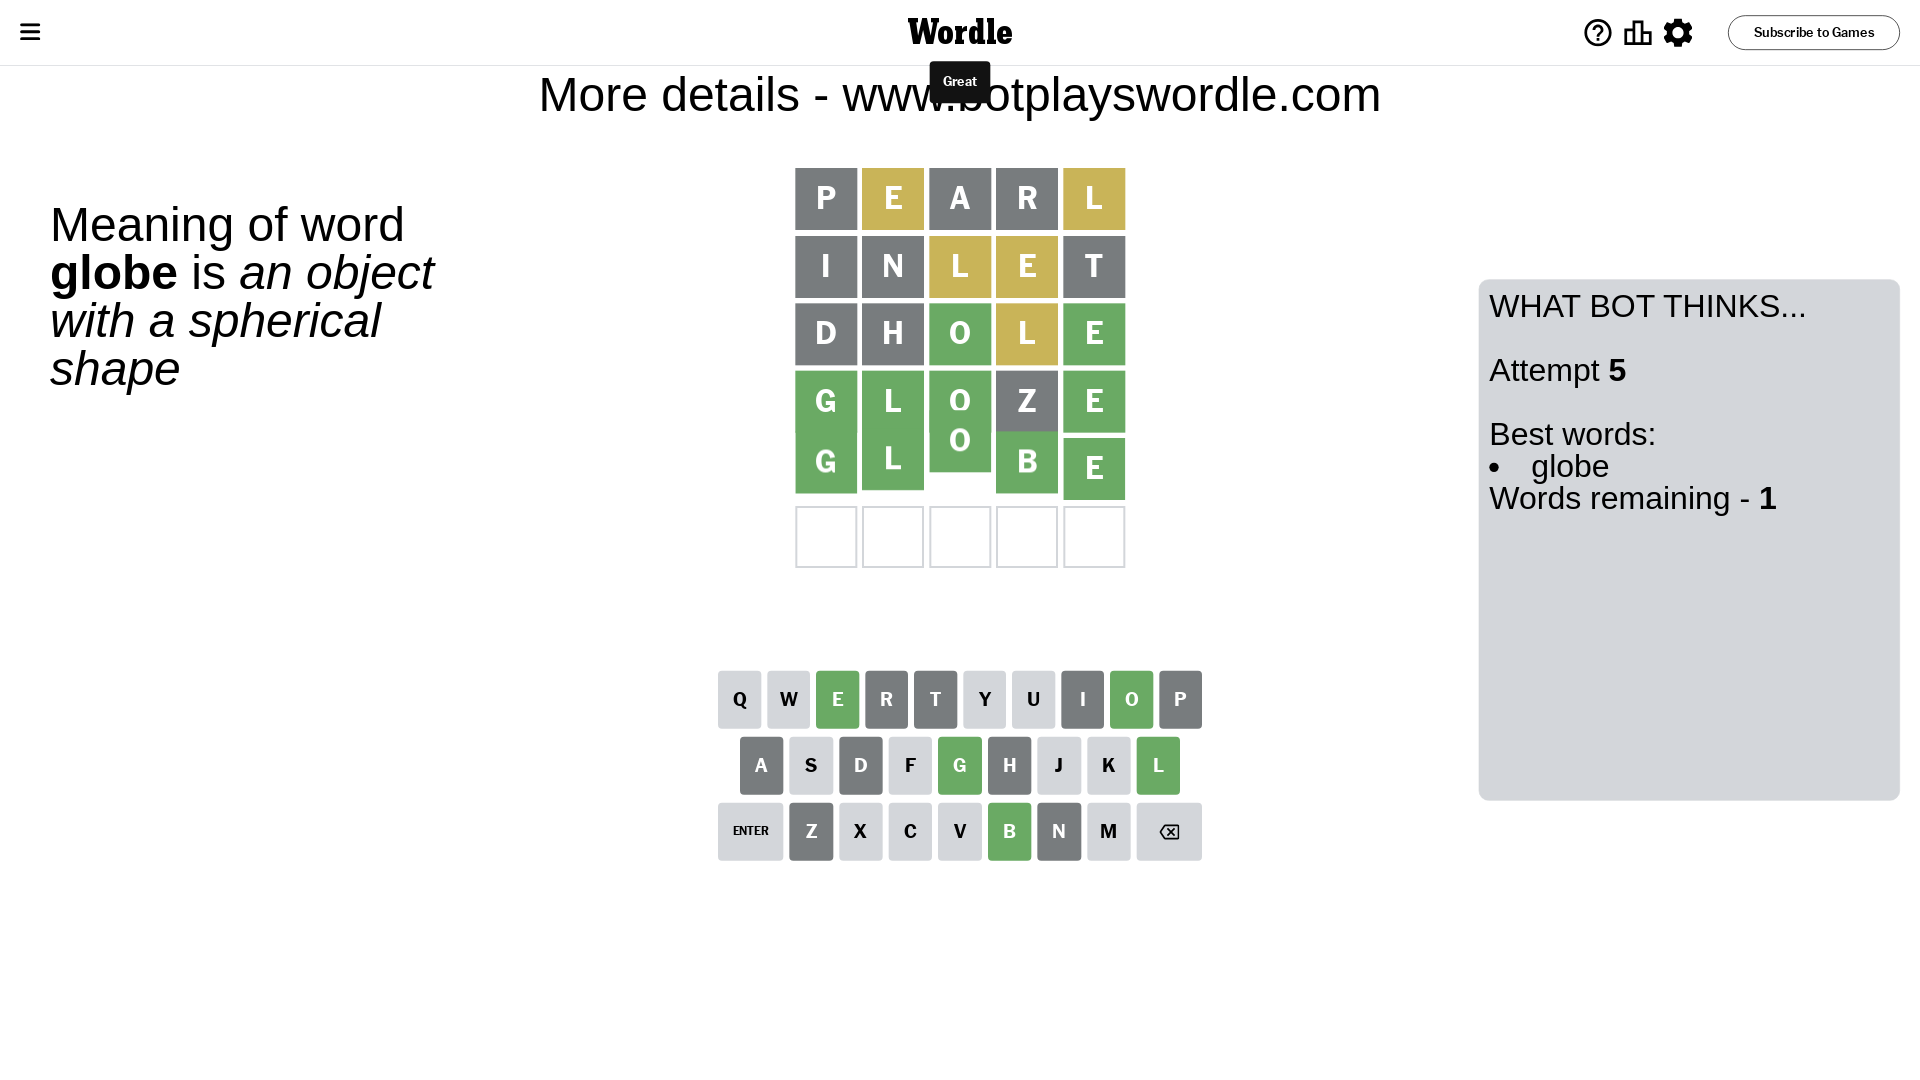 Wordle
Subscribe to Games
Great
More details - www.botplayswordle.com
Meaning of word
globe is an object
with a spherical
shape
P E A R L
I N L E T
D H O L E
G L O Z E
G L O B E
WHAT BOT THINKS...
Attempt 5
Best words:
• globe
Words remaining - 1
Q W E R T Y U I O P
A S D F G H J K L
ENTER Z X C V B N M